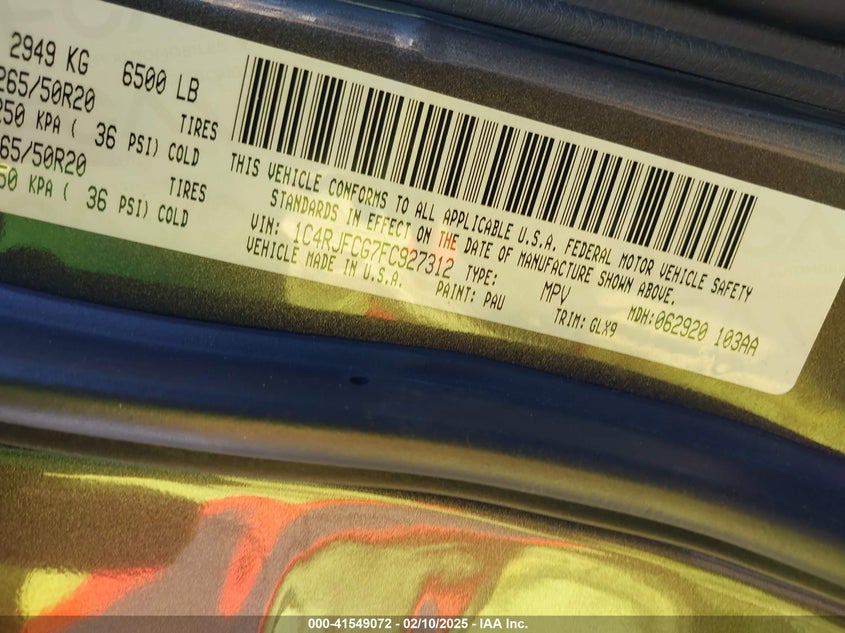 2949 KG 6500 LB
265/50R20 TIRES
250 KPA ( 36 PSI) COLD
65/50R20 TIRES
50 KPA ( 36 PSI) COLD
THIS VEHICLE CONFORMS TO ALL APPLICABLE U.S.A. FEDERAL MOTOR VEHICLE SAFETY
STANDARDS IN EFFECT ON THE DATE OF MANUFACTURE SHOWN ABOVE.
VIN: 1C4RJFCG7FC927312 TYPE: MPV MDH:062920 103AA
VEHICLE MADE IN U.S.A. PAINT: PAU TRIM: GLX9
000-41549072 — 02/10/2025 — IAA Inc.